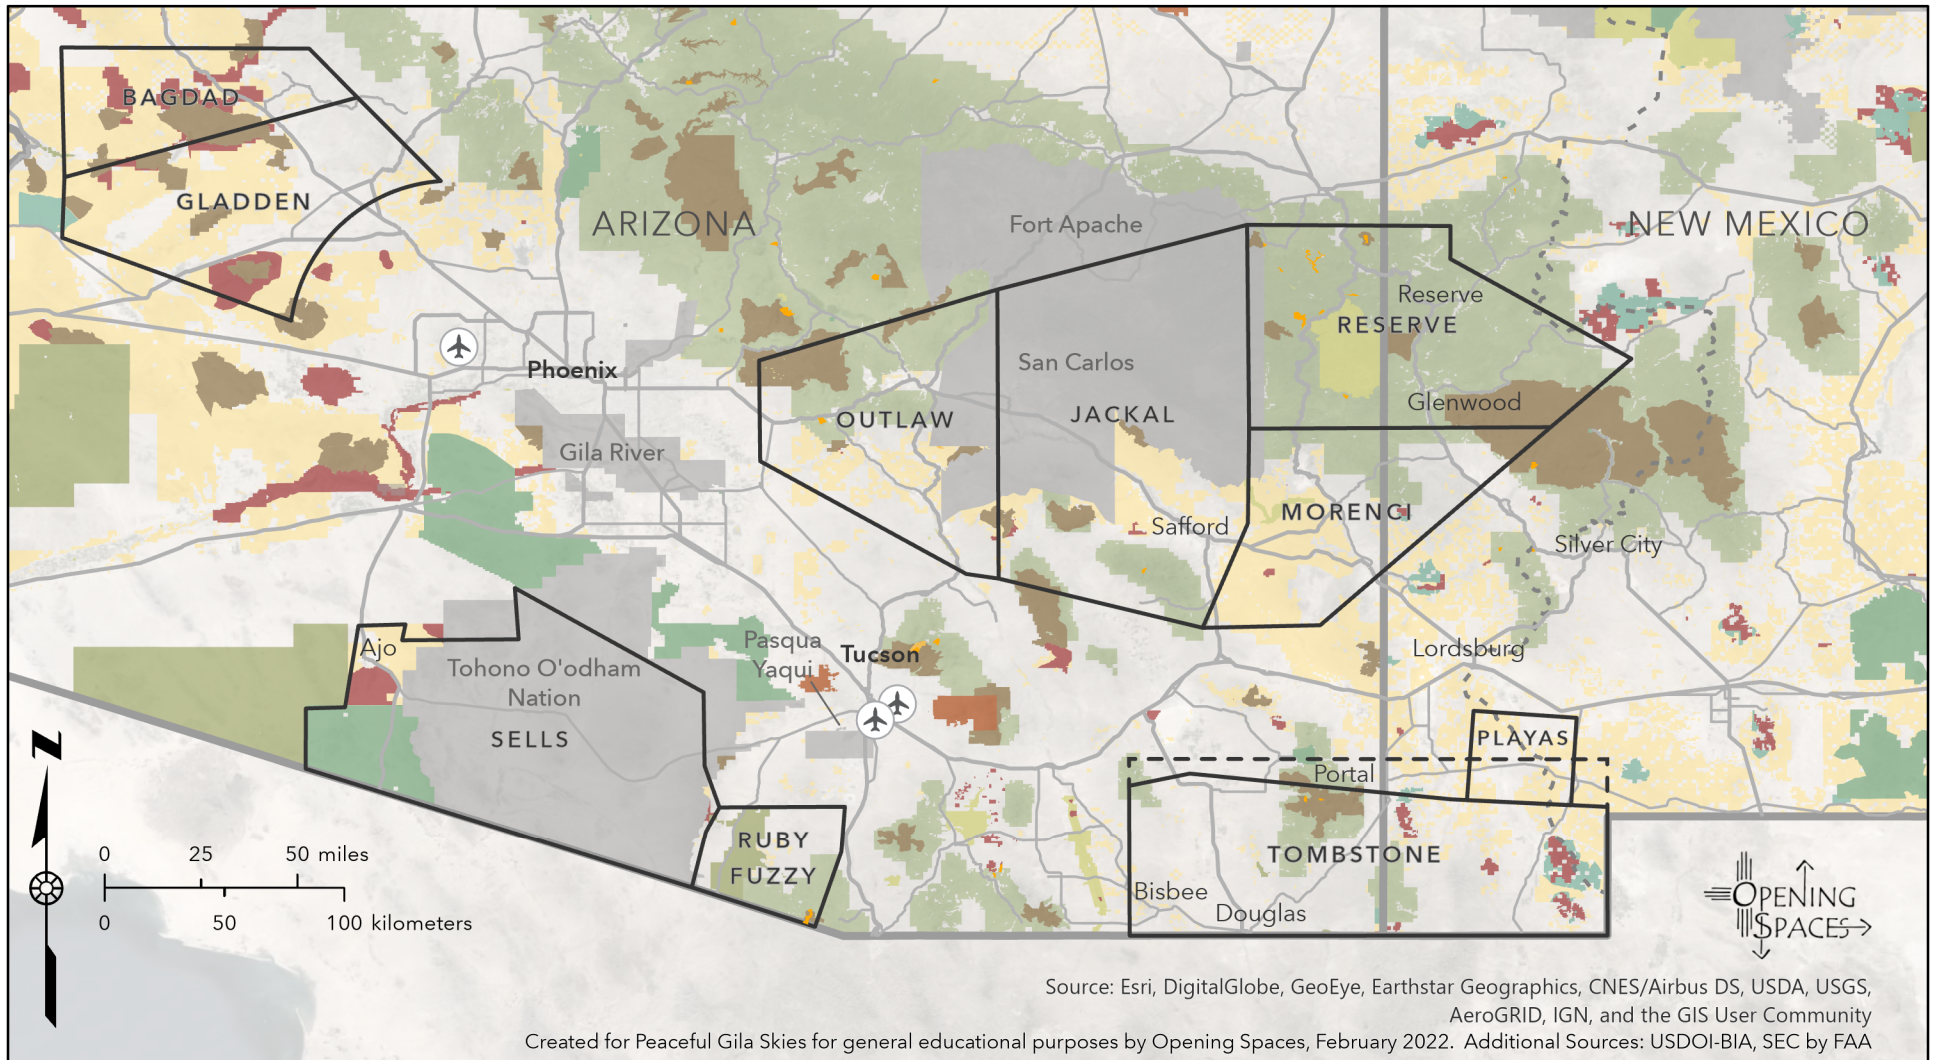 BAGDAD
GLADDEN
ARIZONA
NEW MEXICO
Fort Apache
Reserve
RESERVE
San Carlos
Phoenix
OUTLAW
JACKAL
Glenwood
Gila River
MORENCI
Safford
Silver City
Ajo
Tohono O'odham
Nation
SELLS
Pasqua
Yaqui
Tucson
Lordsburg
PLAYAS
Portal
RUBY
FUZZY
TOMBSTONE
Bisbee
Douglas
N
0 25 50 miles
0 50 100 kilometers
OPENING
SPACES
Source: Esri, DigitalGlobe, GeoEye, Earthstar Geographics, CNES/Airbus DS, USDA, USGS,
AeroGRID, IGN, and the GIS User Community
Created for Peaceful Gila Skies for general educational purposes by Opening Spaces, February 2022. Additional Sources: USDOI-BIA, SEC by FAA